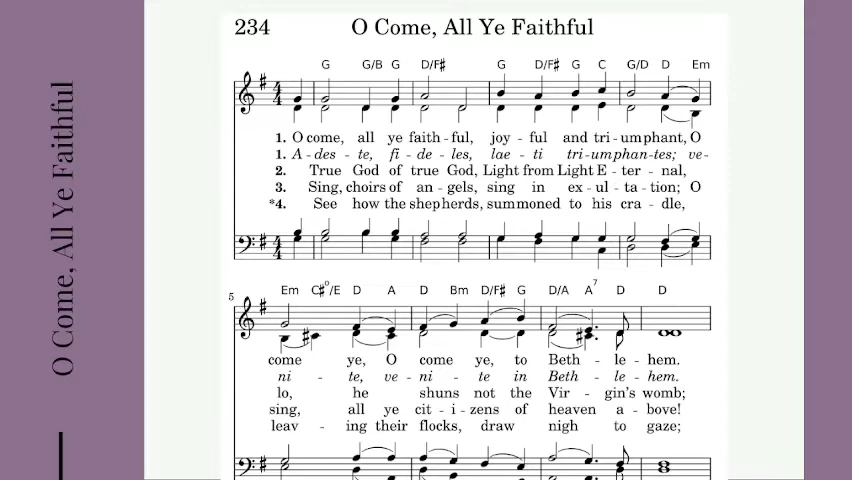 O Come, All Ye Faithful
234 O Come, All Ye Faithful
G G/B G D/F♯ G D/F♯ G C G/D D Em
1. O come, all ye faith - ful, joy - ful and tri - umphant, O
1. A - des - te, fi - de - les, lae - ti tri - umphan - tes; ve-
2. True God of true God, Light from Light E - ter - nal,
3. Sing, choirs of an - gels, sing in ex - ul - ta - tion; O
*4. See how the shepherds, summoned to his cra - dle,
5
Em C♯o/E D A D Bm D/F♯ G D/A A7 D D
come ye, O come ye, to Beth - le - hem.
ni - te, ve - ni - te in Beth - le - hem.
lo, he shuns not the Vir - gin's womb;
sing, all ye cit - i - zens of heaven a - bove!
leav - ing their flocks, draw nigh to gaze;